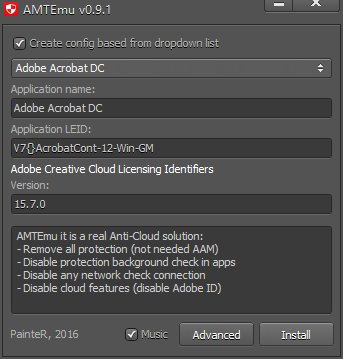 AMTEmu v0.9.1
Create config based from dropdown list
Adobe Acrobat DC
Application name:
Adobe Acrobat DC
Application LEID:
V7{}AcrobatCont-12-Win-GM
Adobe Creative Cloud Licensing Identifiers
Version:
15.7.0
AMTEmu it is a real Anti-Cloud solution:
- Remove all protection (not needed AAM)
- Disable protection background check in apps
- Disable any network check connection
- Disable cloud features (disable Adobe ID)
PainteR, 2016 Music Advanced Install